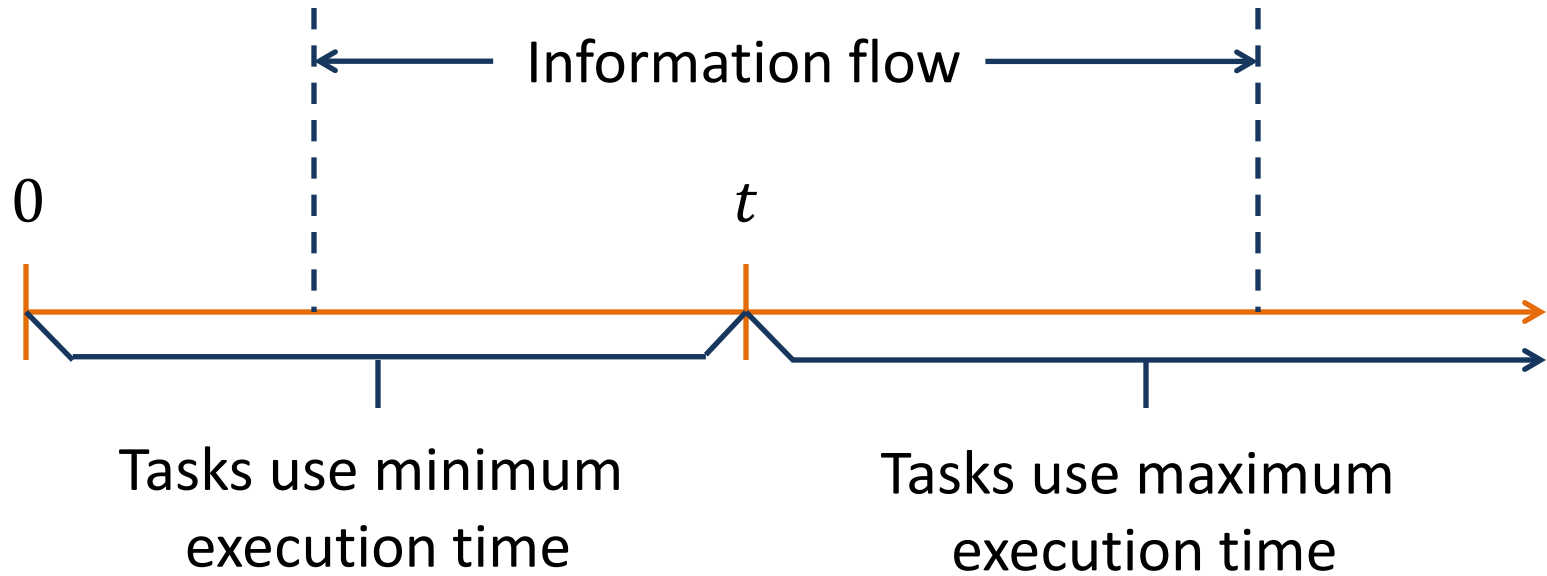 Information flow
0
t
Tasks use minimum
execution time
Tasks use maximum
execution time